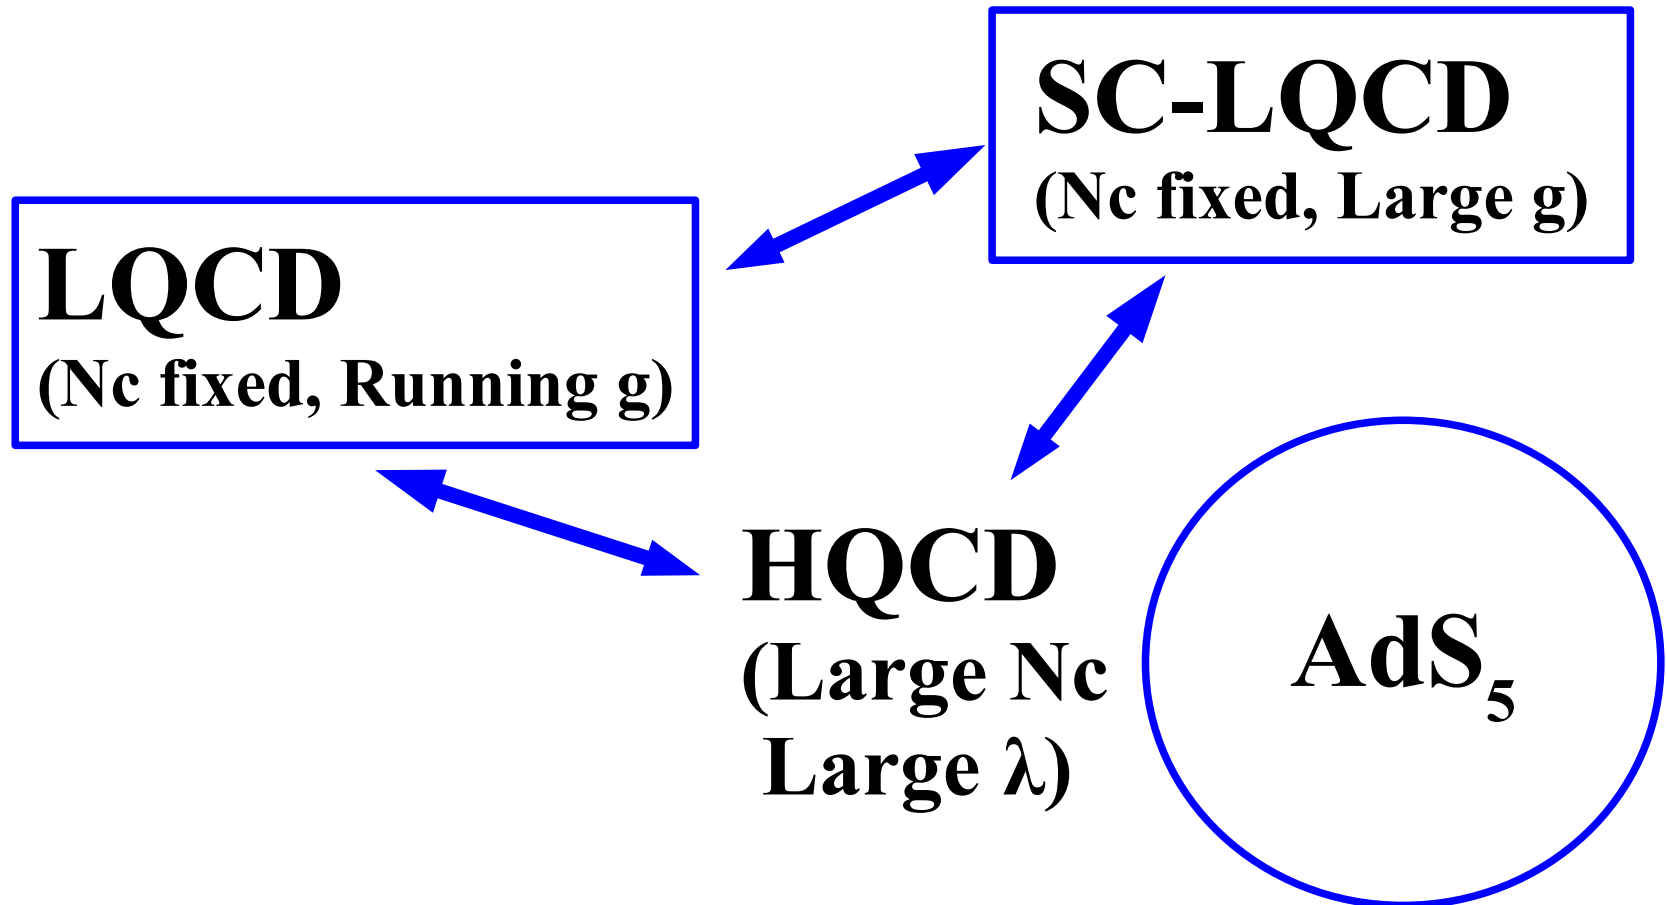 SC-LQCD
(Nc fixed, Large g)
LQCD
(Nc fixed, Running g)
HQCD
(Large Nc
Large λ)
AdS₅